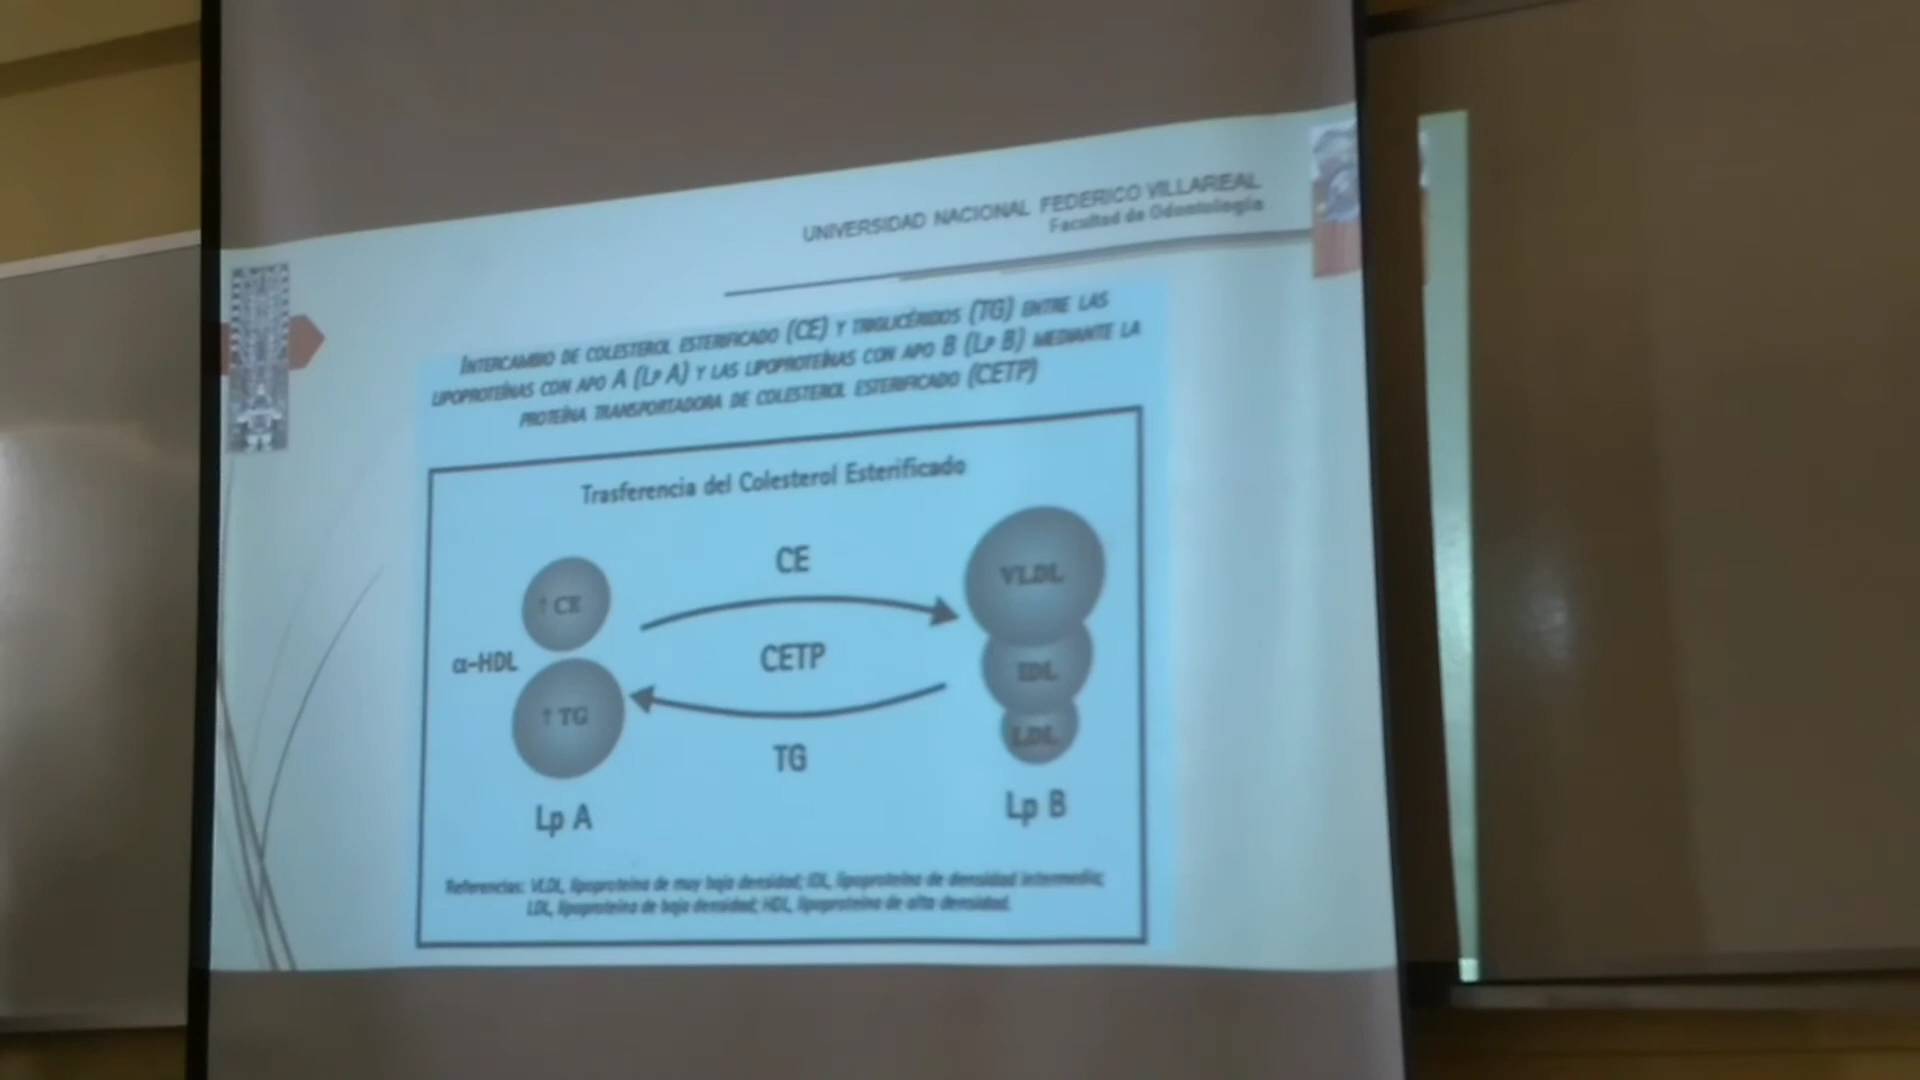 UNIVERSIDAD NACIONAL FEDERICO VILLAREAL
Facultad de Odontología
INTERCAMBIO DE COLESTEROL ESTERIFICADO (CE) Y TRIGLICÉRIDOS (TG) ENTRE LAS
LIPOPROTEÍNAS CON APO A (LP A) Y LAS LIPOPROTEÍNAS CON APO B (LP B) MEDIANTE LA
PROTEÍNA TRANSPORTADORA DE COLESTEROL ESTERIFICADO (CETP)
Trasferencia del Colesterol Esterificado
CE
VLDL
↑ CE
α-HDL
CETP
IDL
↑ TG
LDL
TG
Lp A
Lp B
Referencias: VLDL, lipoproteína de muy baja densidad; IDL, lipoproteína de densidad intermedia;
LDL, lipoproteína de baja densidad; HDL, lipoproteína de alta densidad.